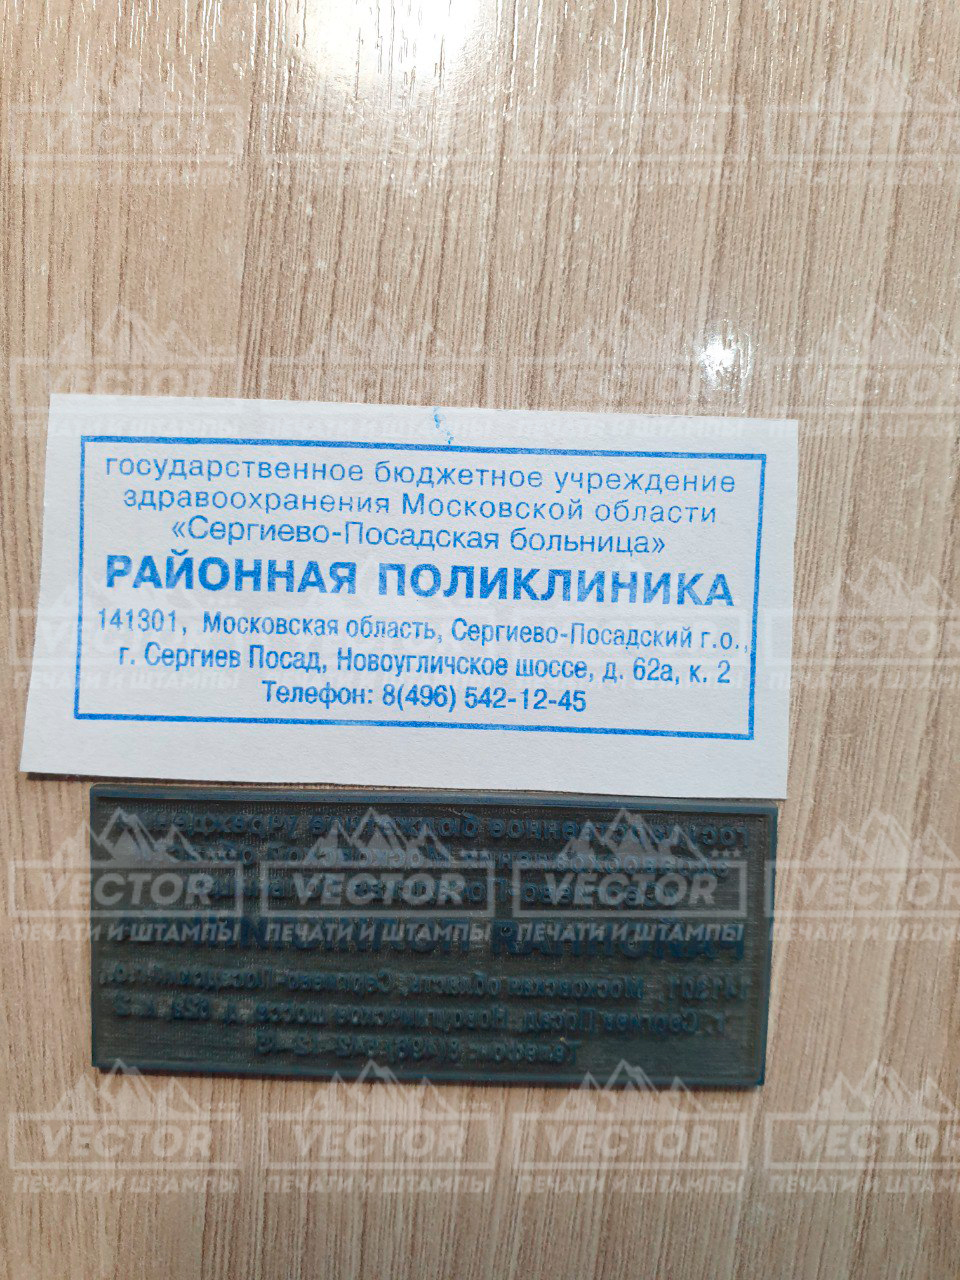 государственное бюджетное учреждение
здравоохранения Московской области
«Сергиево-Посадская больница»
РАЙОННАЯ ПОЛИКЛИНИКА
141301, Московская область, Сергиево-Посадский г.о.,
г. Сергиев Посад, Новоугличское шоссе, д. 62а, к. 2
Телефон: 8(496) 542-12-45
VECTOR
ПЕЧАТИ И ШТАМПЫ